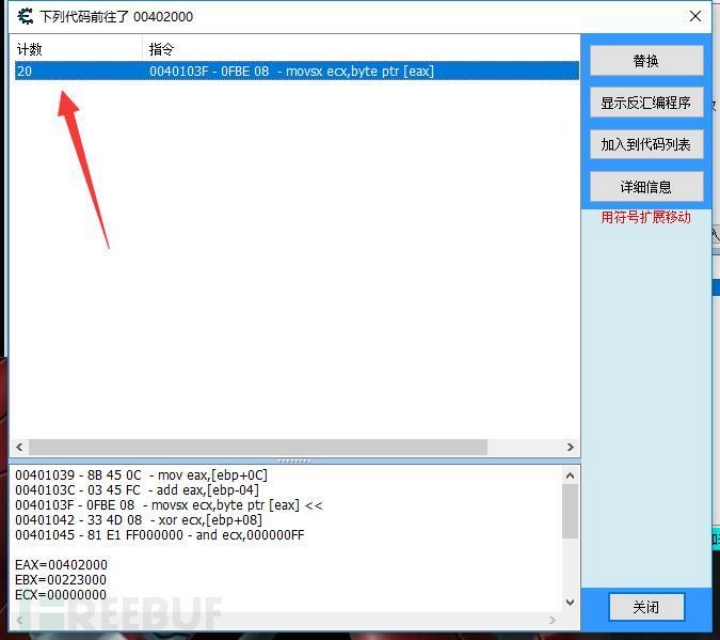 下列代码前往了 00402000
计数 指令
20 0040103F - 0FBE 08 - movsx ecx,byte ptr [eax]
替换
显示反汇编程序
加入到代码列表
详细信息
用符号扩展移动
00401039 - 8B 45 0C - mov eax,[ebp+0C]
0040103C - 03 45 FC - add eax,[ebp-04]
0040103F - 0FBE 08 - movsx ecx,byte ptr [eax] <<
00401042 - 33 4D 08 - xor ecx,[ebp+08]
00401045 - 81 E1 FF000000 - and ecx,000000FF
EAX=00402000
EBX=00223000
ECX=00000000
关闭
FREEBUF